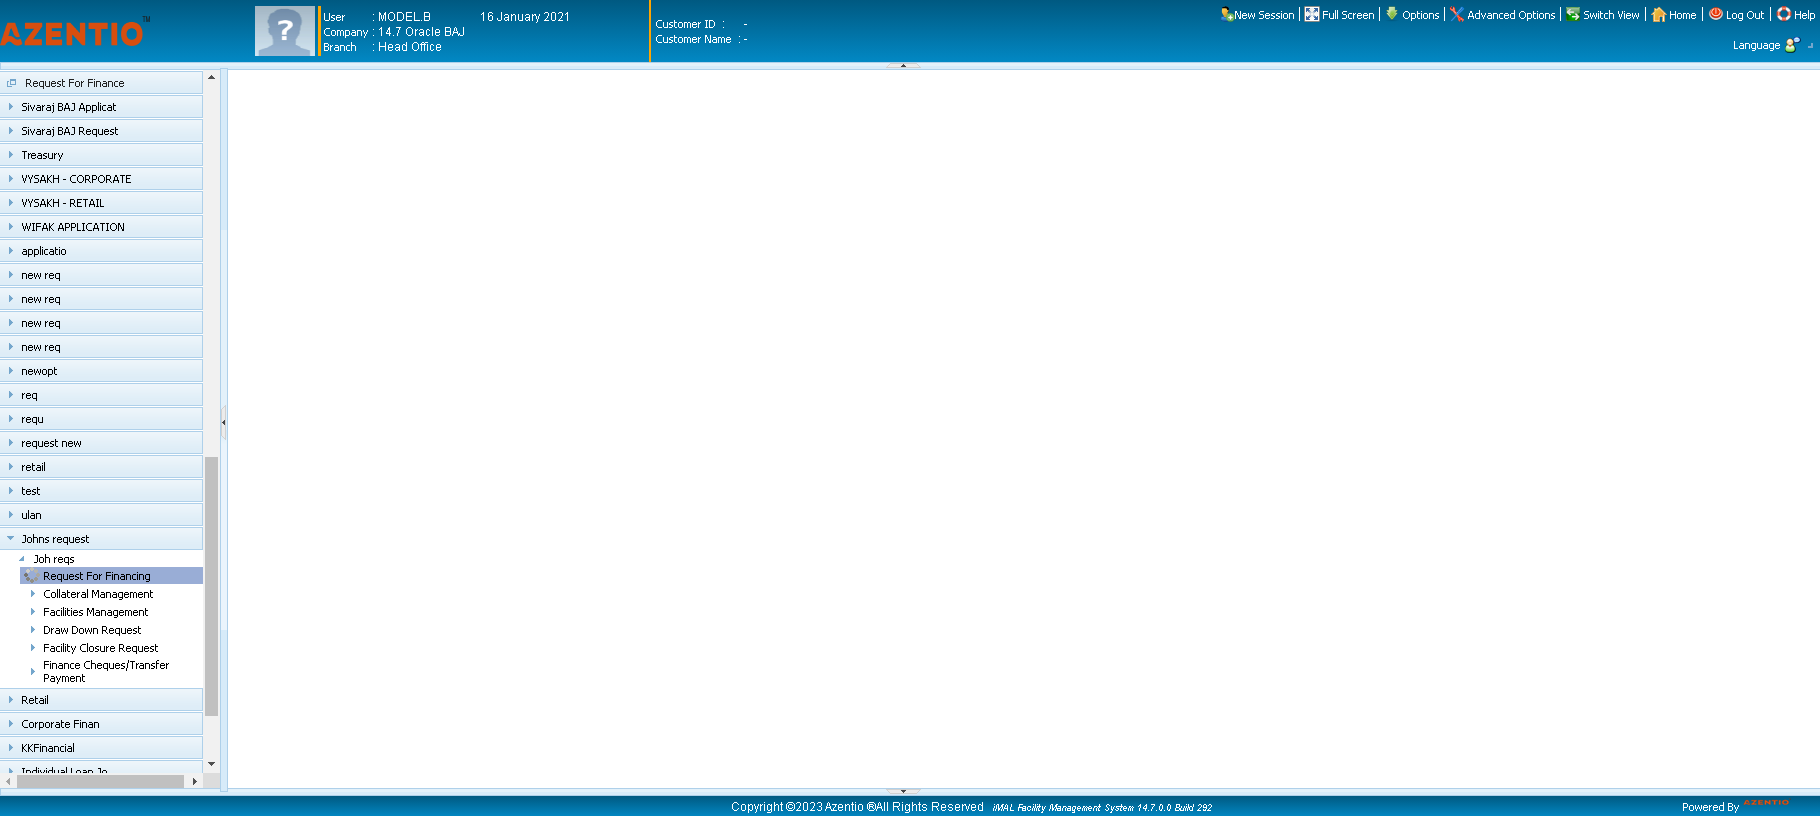 AZENTIO™
User : MODEL.B 16 January 2021
Company : 14.7 Oracle BAJ
Branch : Head Office
Customer ID : -
Customer Name : -
New Session | Full Screen | Options | Advanced Options | Switch View | Home | Log Out | Help
Language
Request For Finance
Sivaraj BAJ Applicat
Sivaraj BAJ Request
Treasury
VYSAKH - CORPORATE
VYSAKH - RETAIL
WIFAK APPLICATION
applicatio
new req
new req
new req
new req
newopt
req
requ
request new
retail
test
ulan
Johns request
Joh reqs
Request For Financing
Collateral Management
Facilities Management
Draw Down Request
Facility Closure Request
Finance Cheques/Transfer
Payment
Retail
Corporate Finan
KKFinancial
Individual Loan Jo
Copyright ©2023 Azentio ®All Rights Reserved iMAL Facility Management System 14.7.0.0 Build 292
Powered By AZENTIO